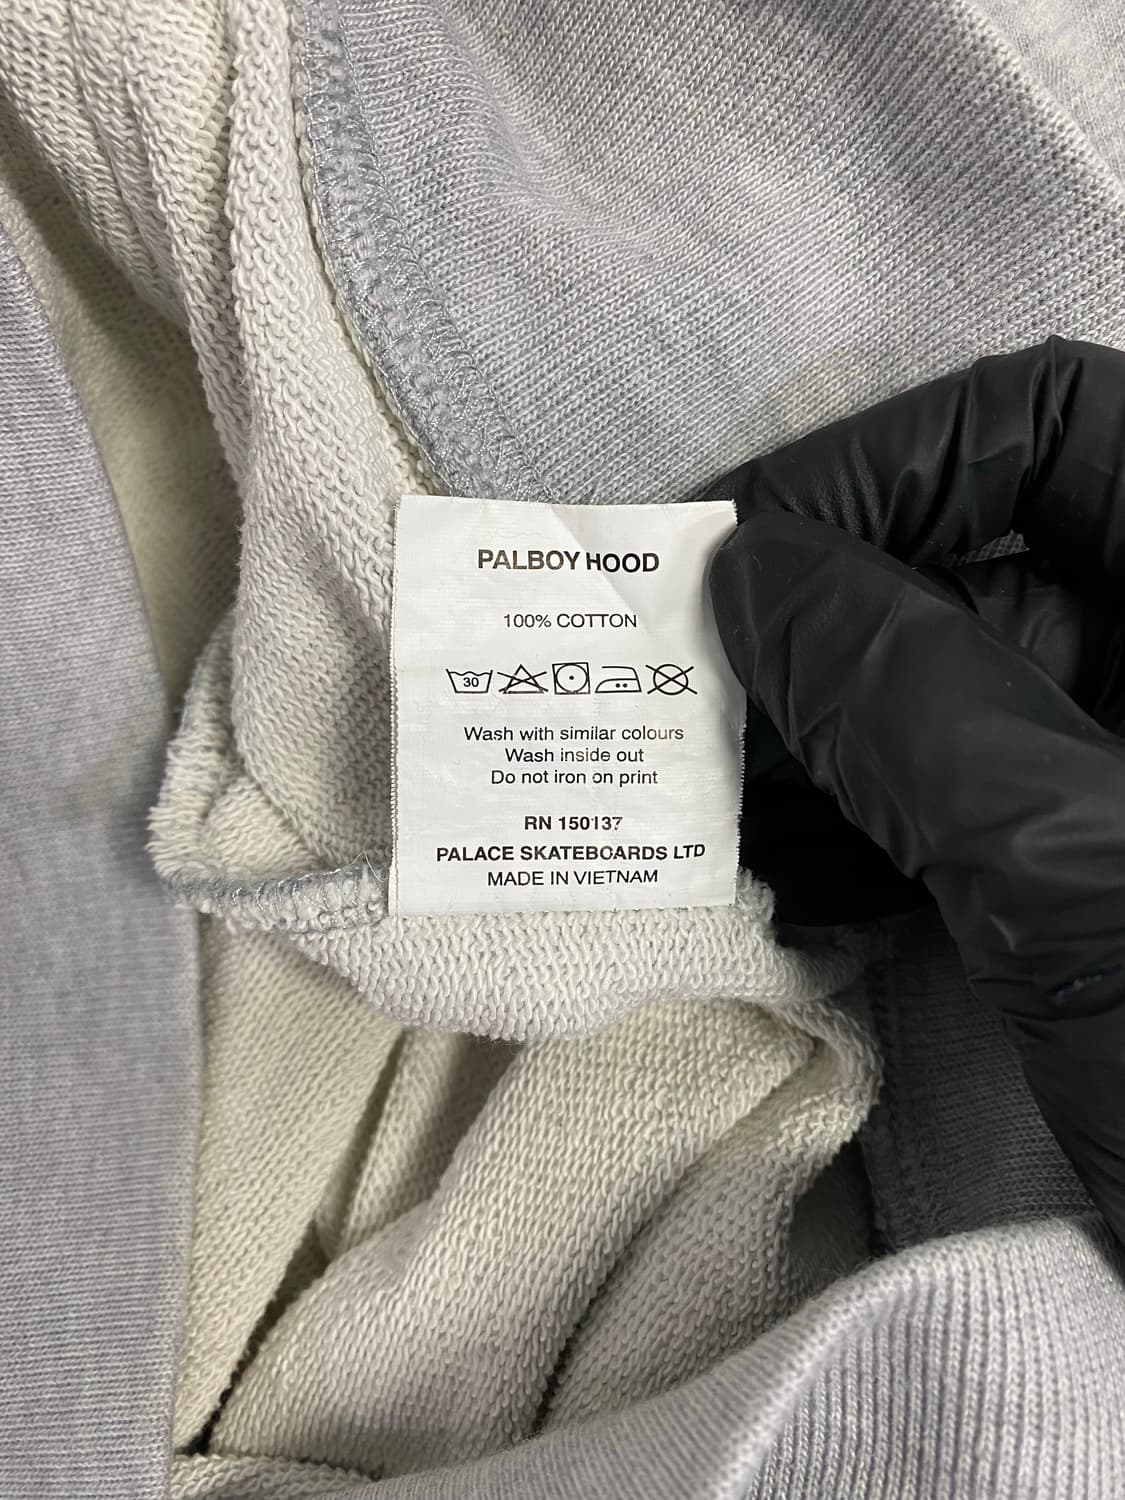 PALBOY HOOD
100% COTTON
30
Wash with similar colours
Wash inside out
Do not iron on print
RN 150137
PALACE SKATEBOARDS LTD
MADE IN VIETNAM